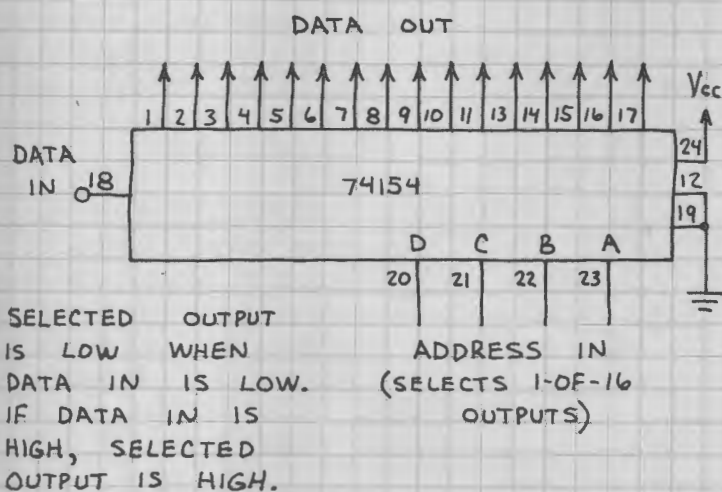 DATA OUT
1 2 3 4 5 6 7 8 9 10 11 13 14 15 16 17
Vcc
24
DATA
IN 18
74154
12
19
D C B A
20 21 22 23
SELECTED OUTPUT
IS LOW WHEN
DATA IN IS LOW.
IF DATA IN IS
HIGH, SELECTED
OUTPUT IS HIGH.
ADDRESS IN
(SELECTS 1-OF-16
OUTPUTS)